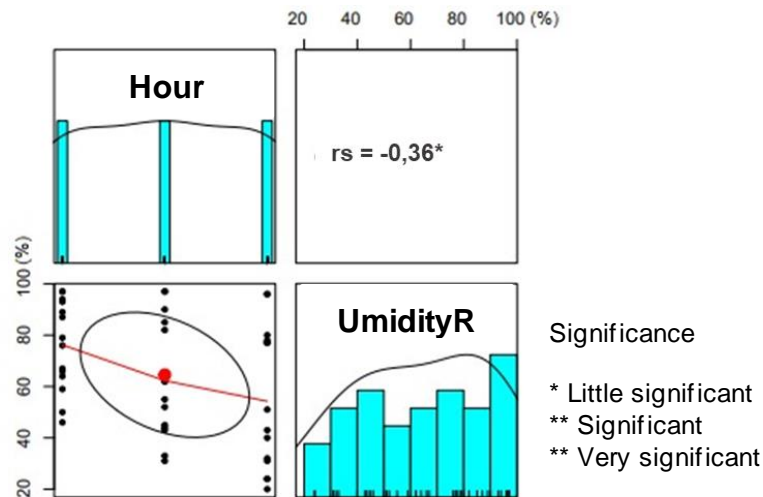 20 40 60 80 100 (%)
Hour
rs = -0,36*
100 (%)
80
60
40
20
UmidityR
Significance
* Little significant
** Significant
** Very significant